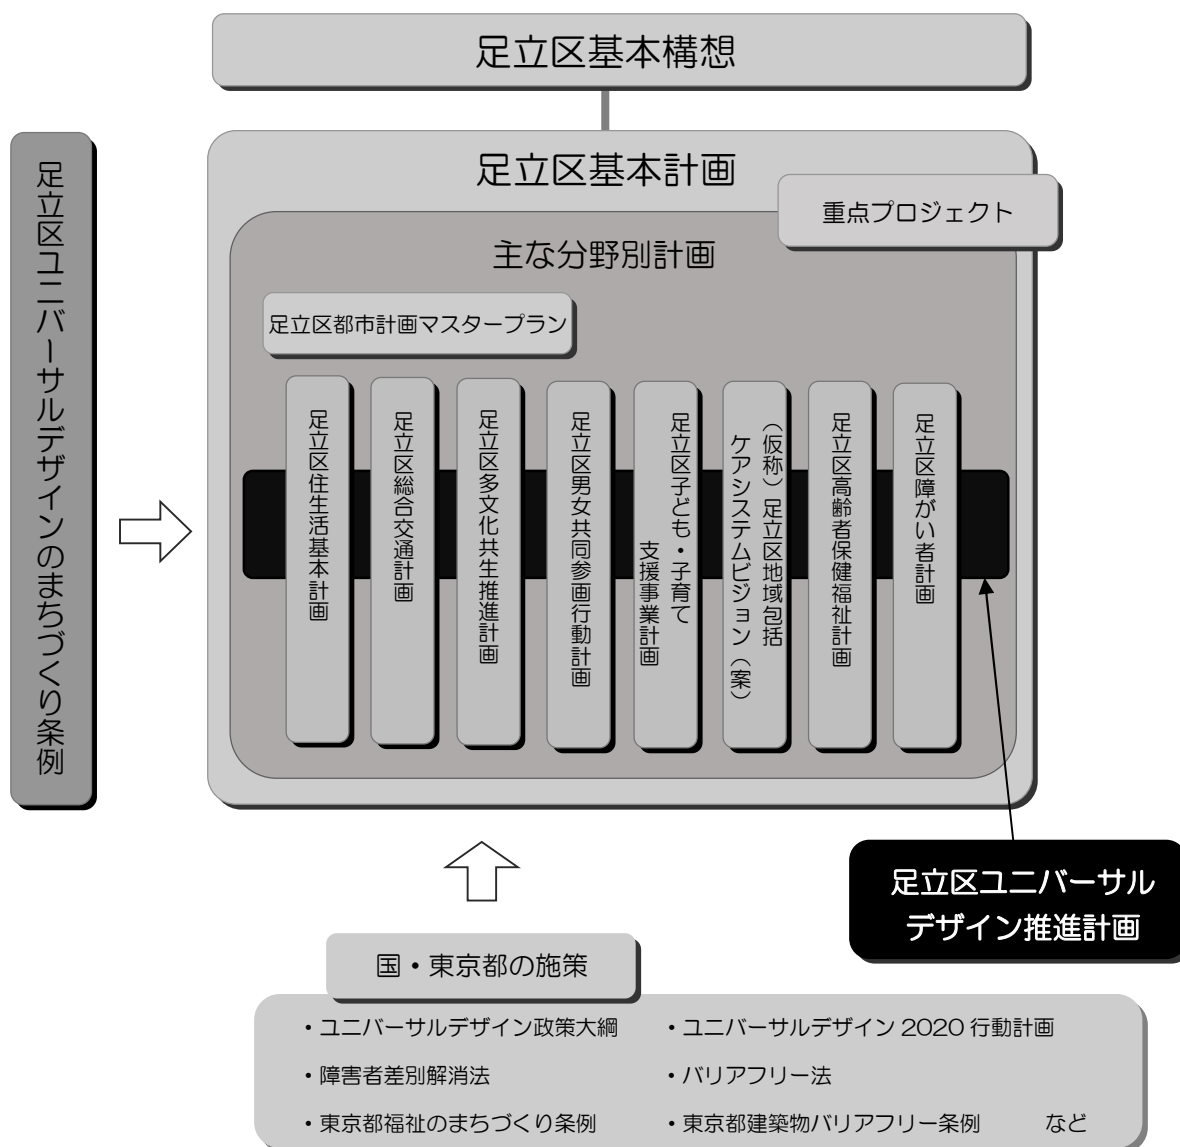 足立区基本構想
足立区基本計画
重点プロジェクト
主な分野別計画
足立区都市計画マスタープラン
足立区ユニバーサルデザインのまちづくり条例
足立区住生活基本計画
足立区総合交通計画
足立区多文化共生推進計画
足立区男女共同参画行動計画
足立区子ども・子育て
支援事業計画
（仮称）足立区地域包括
ケアシステムビジョン（案）
足立区高齢者保健福祉計画
足立区障がい者計画
足立区ユニバーサル
デザイン推進計画
国・東京都の施策
・ユニバーサルデザイン政策大綱 ・ユニバーサルデザイン 2020 行動計画
・障害者差別解消法 ・バリアフリー法
・東京都福祉のまちづくり条例 ・東京都建築物バリアフリー条例 など